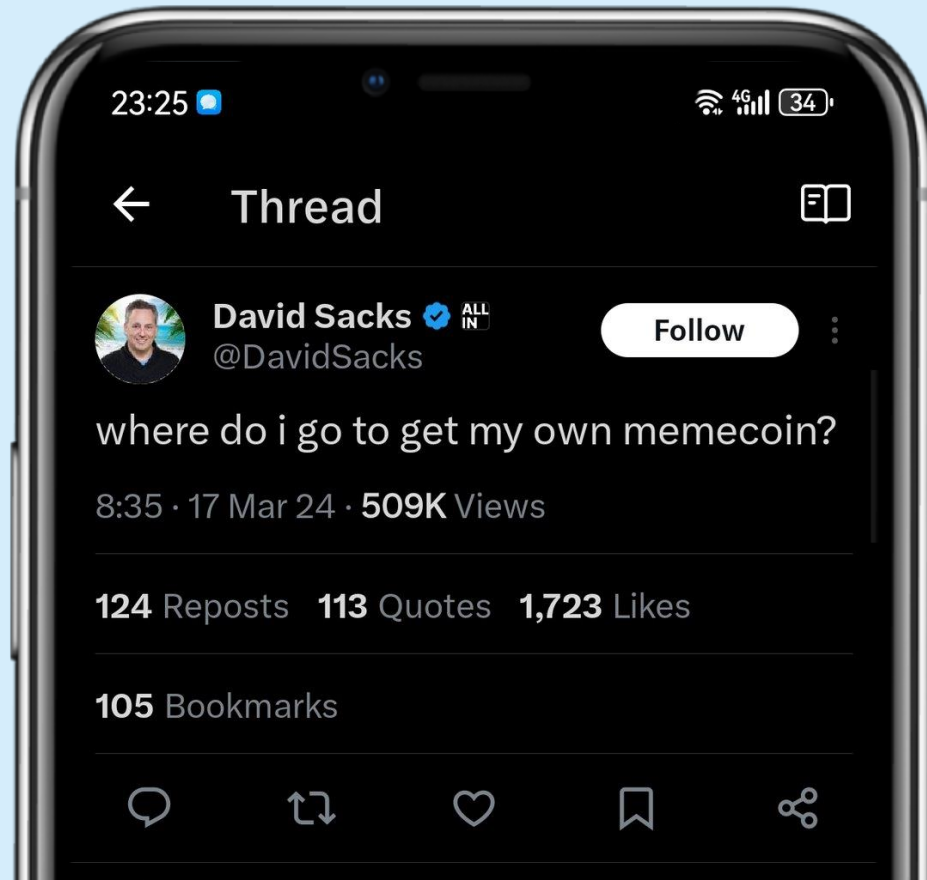 23:25 4G 34
Thread
David Sacks ALL IN Follow
@DavidSacks
where do i go to get my own memecoin?
8:35 · 17 Mar 24 · 509K Views
124 Reposts 113 Quotes 1,723 Likes
105 Bookmarks